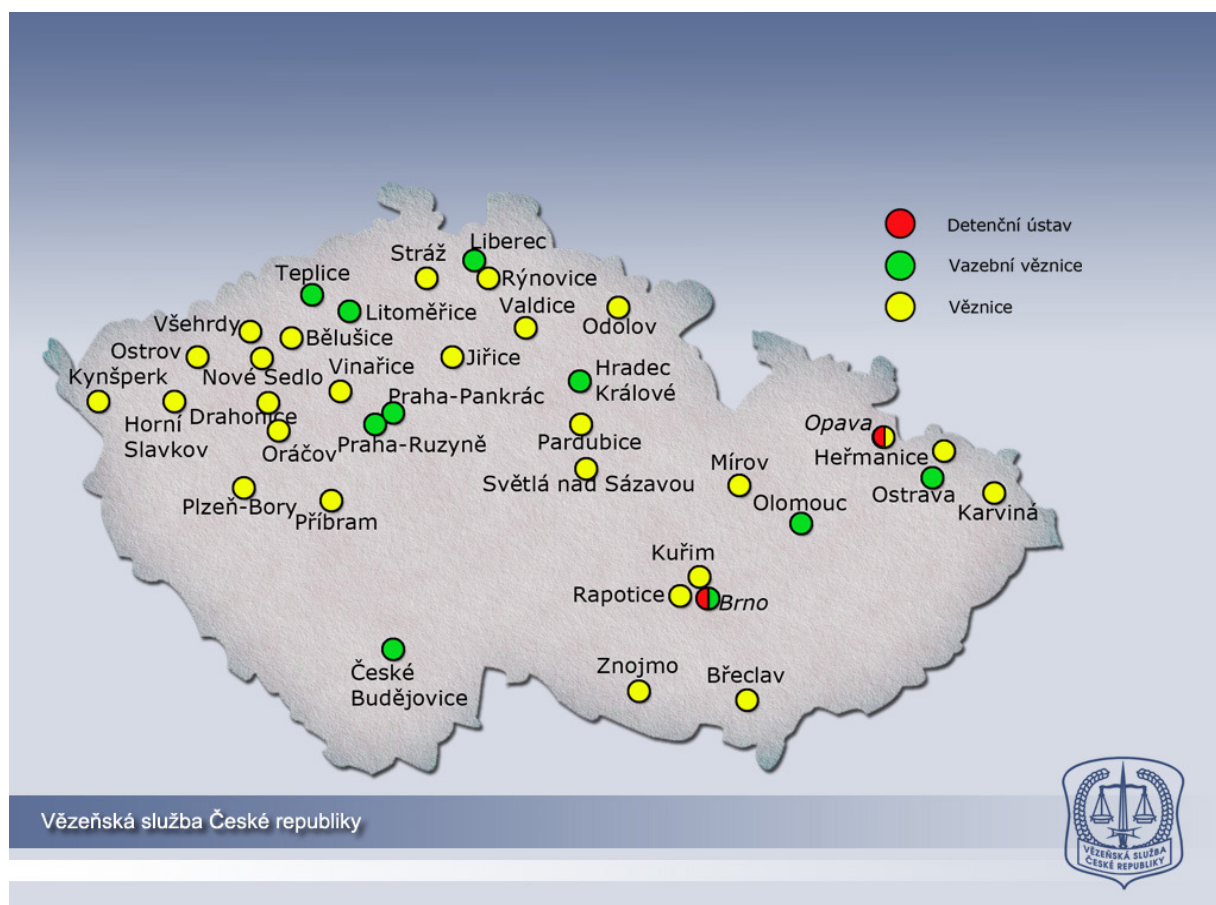 Liberec
Stráž
Detenční ústav
Teplice
Rýnovice
Vazební věznice
Valdice
Litoměřice
Věznice
Všehrdy
Odolov
Bělušice
Ostrov
Jiřice
Vinařice
Hradec
Králové
Kynšperk
Nové Sedlo
Praha-Pankrác
Drahonice
Horní
Slavkov
Opava
Praha-Ruzyně
Pardubice
Oráčov
Heřmanice
Mírov
Světlá nad Sázavou
Ostrava
Olomouc
Plzeň-Bory
Karviná
Příbram
Kuřim
Rapotice
Brno
České
Budějovice
Znojmo
Břeclav
Vězeňská služba České republiky
VĚZEŇSKÁ SLUŽBA
ČESKÉ REPUBLIKY